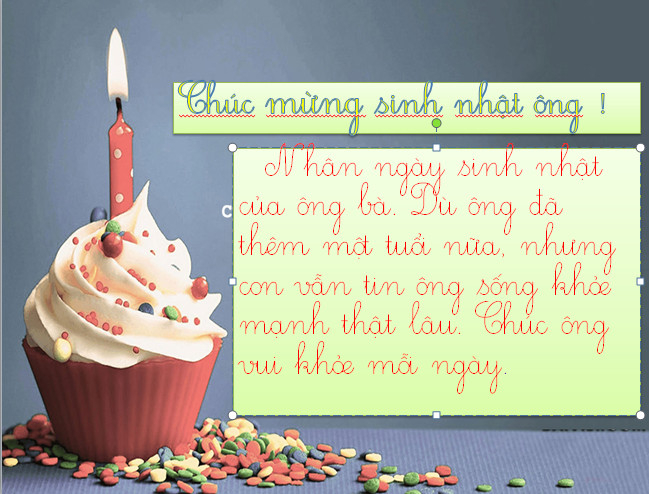 Chúc mừng sinh nhật ông !
Nhân ngày sinh nhật
của ông bà. Dù ông đã
thêm một tuổi nữa, nhưng
con vẫn tin ông sống khỏe
mạnh thật lâu. Chúc ông
vui khỏe mỗi ngày.